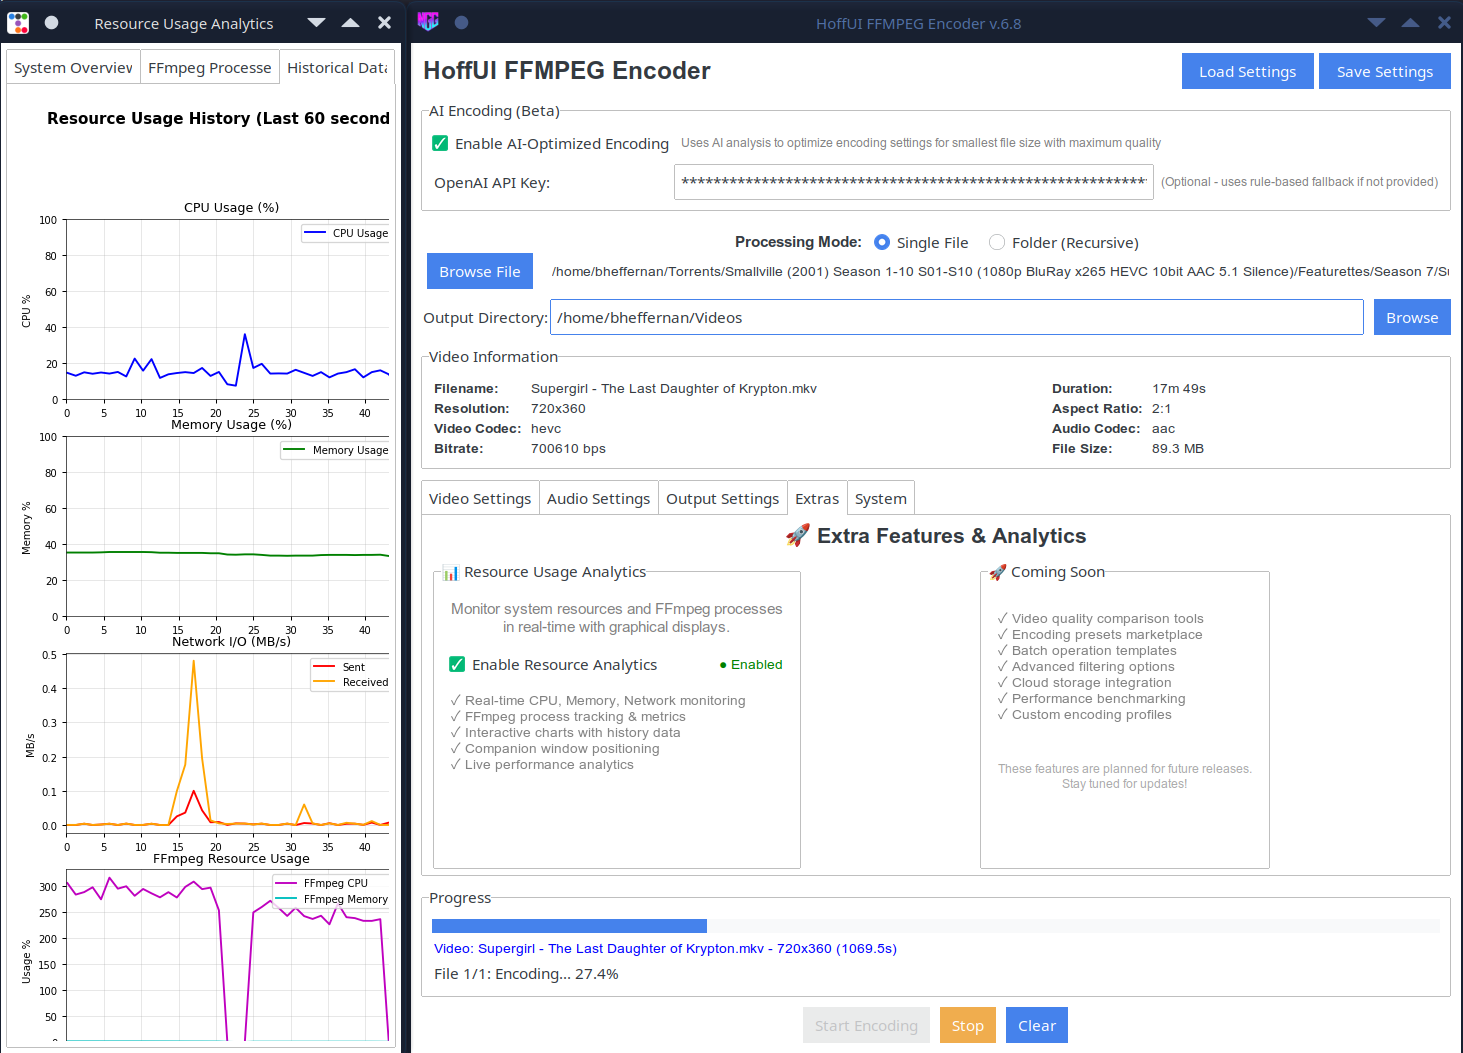 Resource Usage Analytics
System Overview
FFmpeg Processe
Historical Data
Resource Usage History (Last 60 second
CPU Usage (%)
CPU Usage
CPU %
100
80
60
40
20
0
0 5 10 15 20 25 30 35 40
Memory Usage (%)
Memory Usage
Memory %
100
80
60
40
20
0
0 5 10 15 20 25 30 35 40
Network I/O (MB/s)
Sent
Received
MB/s
0.5
0.4
0.3
0.2
0.1
0.0
0 5 10 15 20 25 30 35 40
FFmpeg Resource Usage
FFmpeg CPU
FFmpeg Memory
Usage %
300
250
200
150
100
50
HoffUI FFMPEG Encoder v.6.8
HoffUI FFMPEG Encoder
Load Settings
Save Settings
AI Encoding (Beta)
Enable AI-Optimized Encoding
Uses AI analysis to optimize encoding settings for smallest file size with maximum quality
OpenAI API Key:
(Optional - uses rule-based fallback if not provided)
Processing Mode:
Single File
Folder (Recursive)
Browse File
/home/bheffernan/Torrents/Smallville (2001) Season 1-10 S01-S10 (1080p BluRay x265 HEVC 10bit AAC 5.1 Silence)/Featurettes/Season 7/Su
Output Directory:
/home/bheffernan/Videos
Browse
Video Information
Filename: Supergirl - The Last Daughter of Krypton.mkv
Duration: 17m 49s
Resolution: 720x360
Aspect Ratio: 2:1
Video Codec: hevc
Audio Codec: aac
Bitrate: 700610 bps
File Size: 89.3 MB
Video Settings
Audio Settings
Output Settings
Extras
System
🚀 Extra Features & Analytics
📊 Resource Usage Analytics
Monitor system resources and FFmpeg processes
in real-time with graphical displays.
Enable Resource Analytics
● Enabled
✓ Real-time CPU, Memory, Network monitoring
✓ FFmpeg process tracking & metrics
✓ Interactive charts with history data
✓ Companion window positioning
✓ Live performance analytics
🚀 Coming Soon
✓ Video quality comparison tools
✓ Encoding presets marketplace
✓ Batch operation templates
✓ Advanced filtering options
✓ Cloud storage integration
✓ Performance benchmarking
✓ Custom encoding profiles
These features are planned for future releases.
Stay tuned for updates!
Progress
Video: Supergirl - The Last Daughter of Krypton.mkv - 720x360 (1069.5s)
File 1/1: Encoding... 27.4%
Start Encoding
Stop
Clear